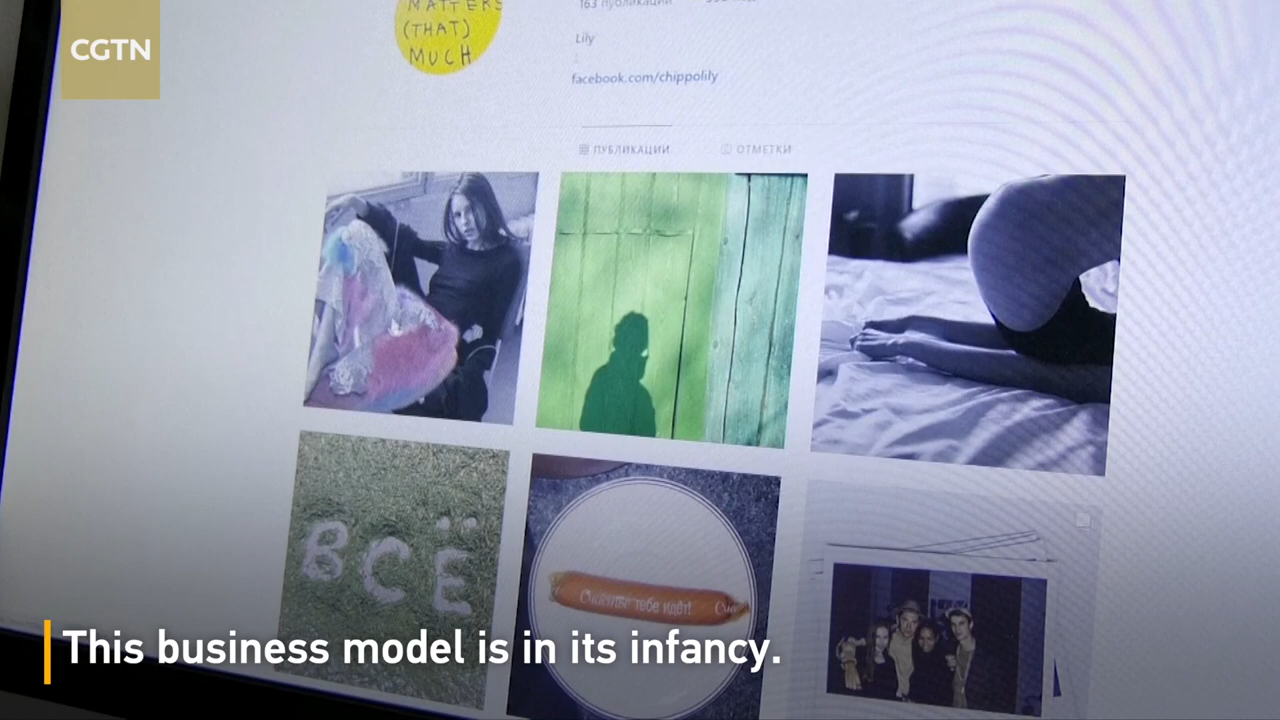 CGTN
MATTERS
(THAT)
MUCH
163 публикаций
Lily
facebook.com/chippolily
ПУБЛИКАЦИИ
ОТМЕТКИ
ВСЁ
Счастье тебе идёт!
This business model is in its infancy.